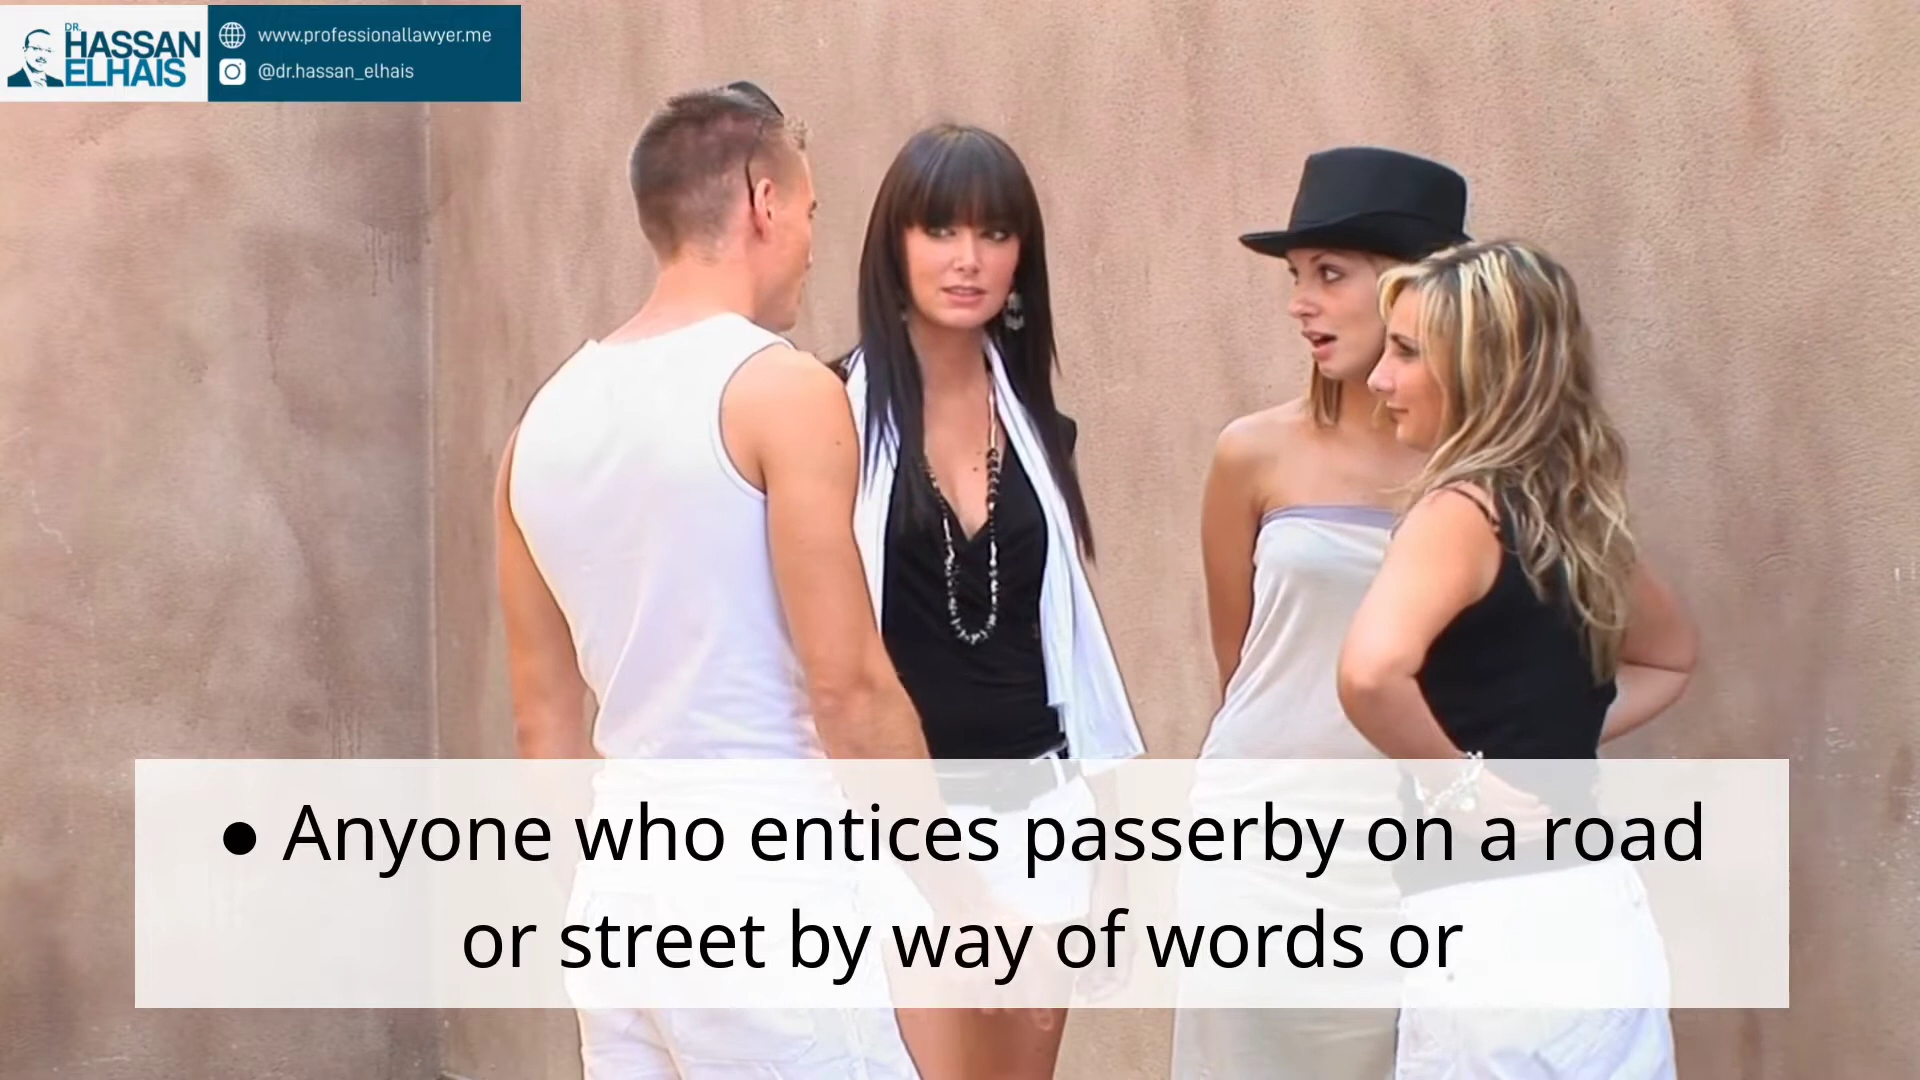 DR.
HASSAN
ELHAIS
www.professionallawyer.me
@dr.hassan_elhais
● Anyone who entices passerby on a road
or street by way of words or